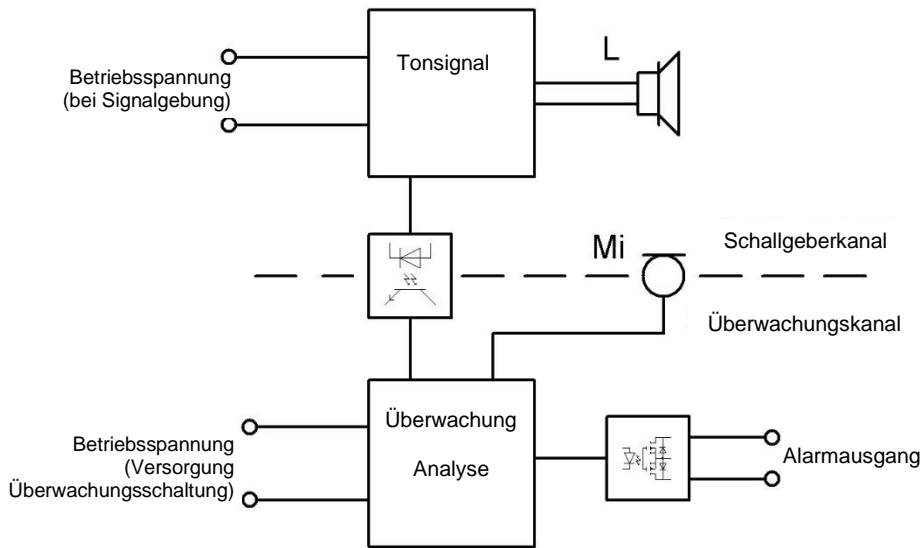 Betriebsspannung
(bei Signalgebung)
Tonsignal
L
Mi
Schallgeberkanal
Überwachungskanal
Betriebsspannung
(Versorgung
Überwachungsschaltung)
Überwachung
Analyse
Alarmausgang